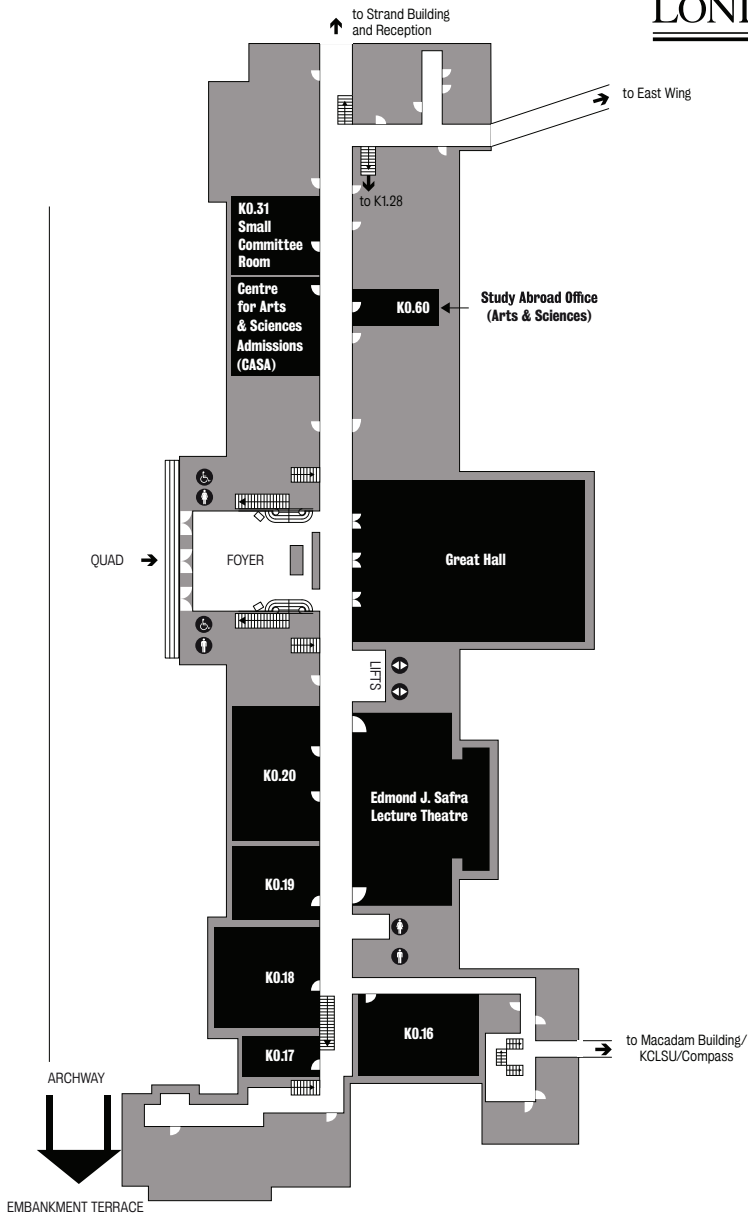 to Strand Building
and Reception
to East Wing
to K1.28
K0.31
Small
Committee
Room
Centre
for Arts
& Sciences
Admissions
(CASA)
K0.60
Study Abroad Office
(Arts & Sciences)
QUAD
FOYER
Great Hall
LIFTS
K0.20
Edmond J. Safra
Lecture Theatre
K0.19
K0.18
K0.16
K0.17
to Macadam Building/
KCLSU/Compass
ARCHWAY
EMBANKMENT TERRACE